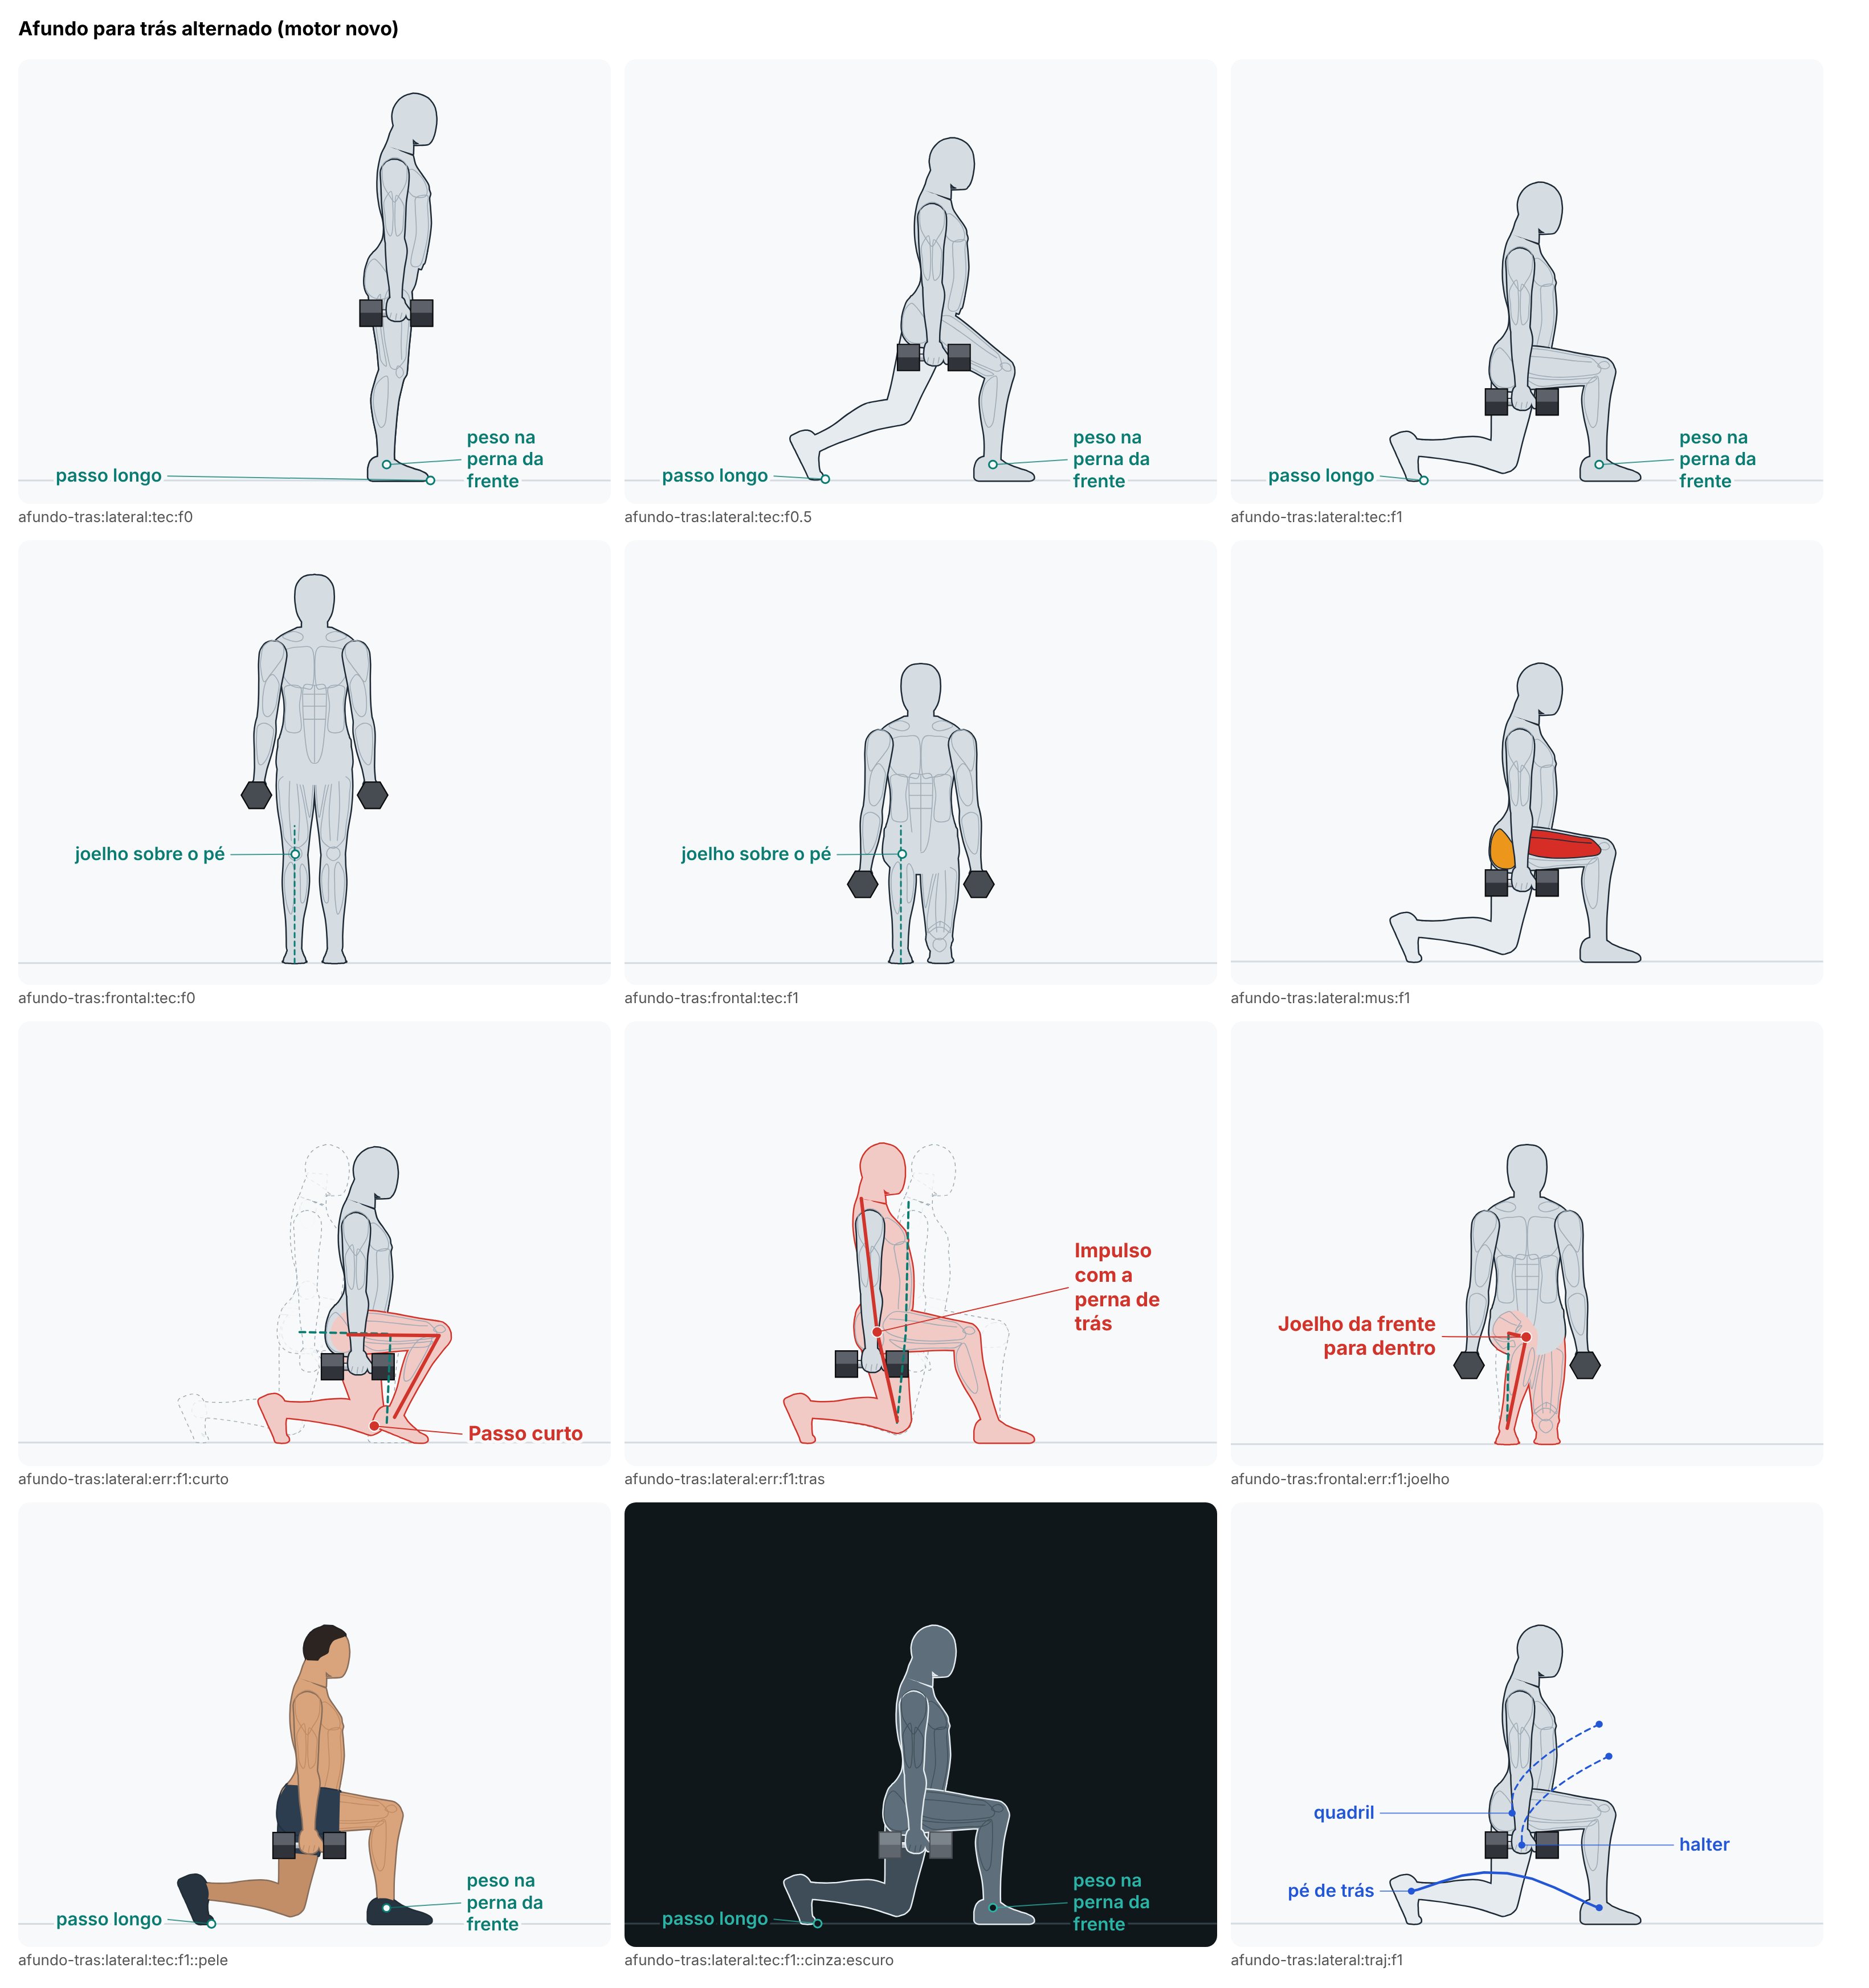 Afundo para trás alternado (motor novo)
passo longo
peso na
perna da
frente
afundo-tras:lateral:tec:f0
passo longo
peso na
perna da
frente
afundo-tras:lateral:tec:f0.5
passo longo
peso na
perna da
frente
afundo-tras:lateral:tec:f1
joelho sobre o pé
afundo-tras:frontal:tec:f0
joelho sobre o pé
afundo-tras:frontal:tec:f1
afundo-tras:lateral:mus:f1
Passo curto
afundo-tras:lateral:err:f1:curto
Impulso
com a
perna de
trás
afundo-tras:lateral:err:f1:tras
Joelho da frente
para dentro
afundo-tras:frontal:err:f1:joelho
passo longo
peso na
perna da
frente
afundo-tras:lateral:tec:f1::pele
passo longo
peso na
perna da
frente
afundo-tras:lateral:tec:f1::cinza:escuro
quadril
halter
pé de trás
afundo-tras:lateral:traj:f1